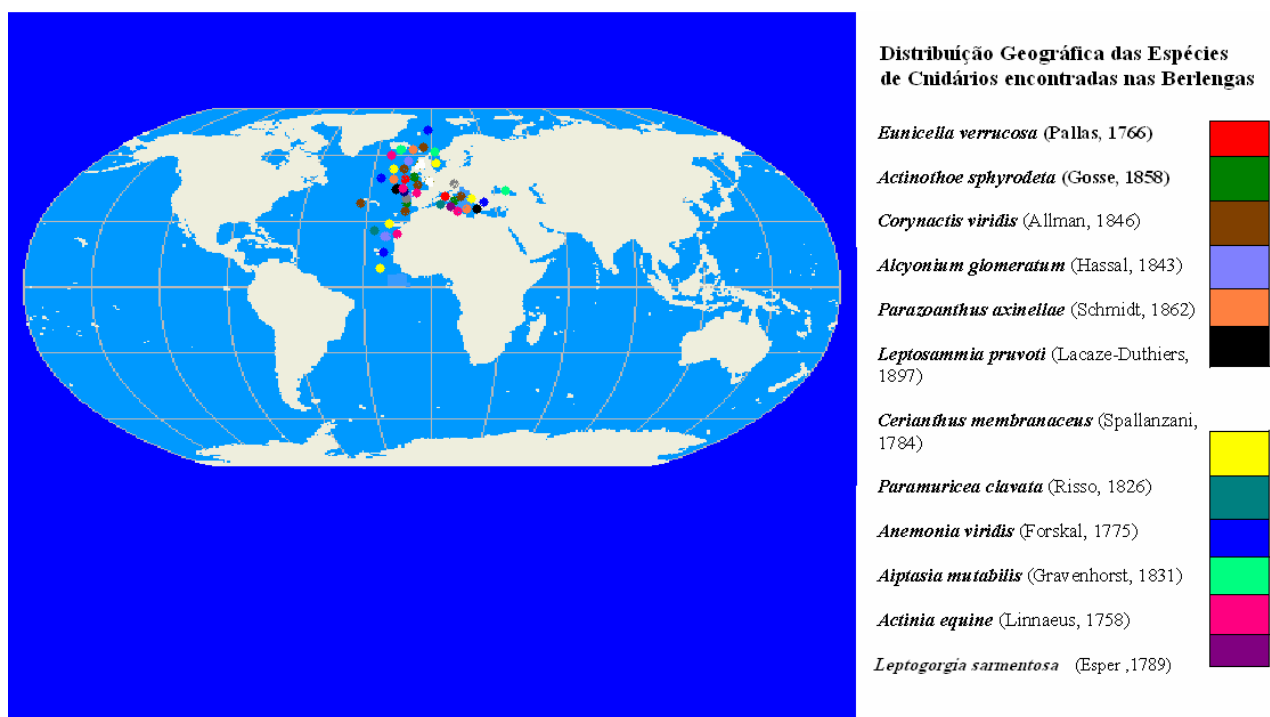 Distribuíção Geográfica das Espécies
de Cnidários encontradas nas Berlengas
Eunicella verrucosa (Pallas, 1766)
Actinothoe sphyrodeta (Gosse, 1858)
Corynactis viridis (Allman, 1846)
Alcyonium glomeratum (Hassal, 1843)
Parazoanthus axinellae (Schmidt, 1862)
Leptosammia pruvoti (Lacaze-Duthiers,
1897)
Cerianthus membranaceus (Spallanzani,
1784)
Paramuricea clavata (Risso, 1826)
Anemonia viridis (Forskal, 1775)
Aiptasia mutabilis (Gravenhorst, 1831)
Actinia equine (Linnaeus, 1758)
Leptogorgia sarmentosa (Esper ,1789)